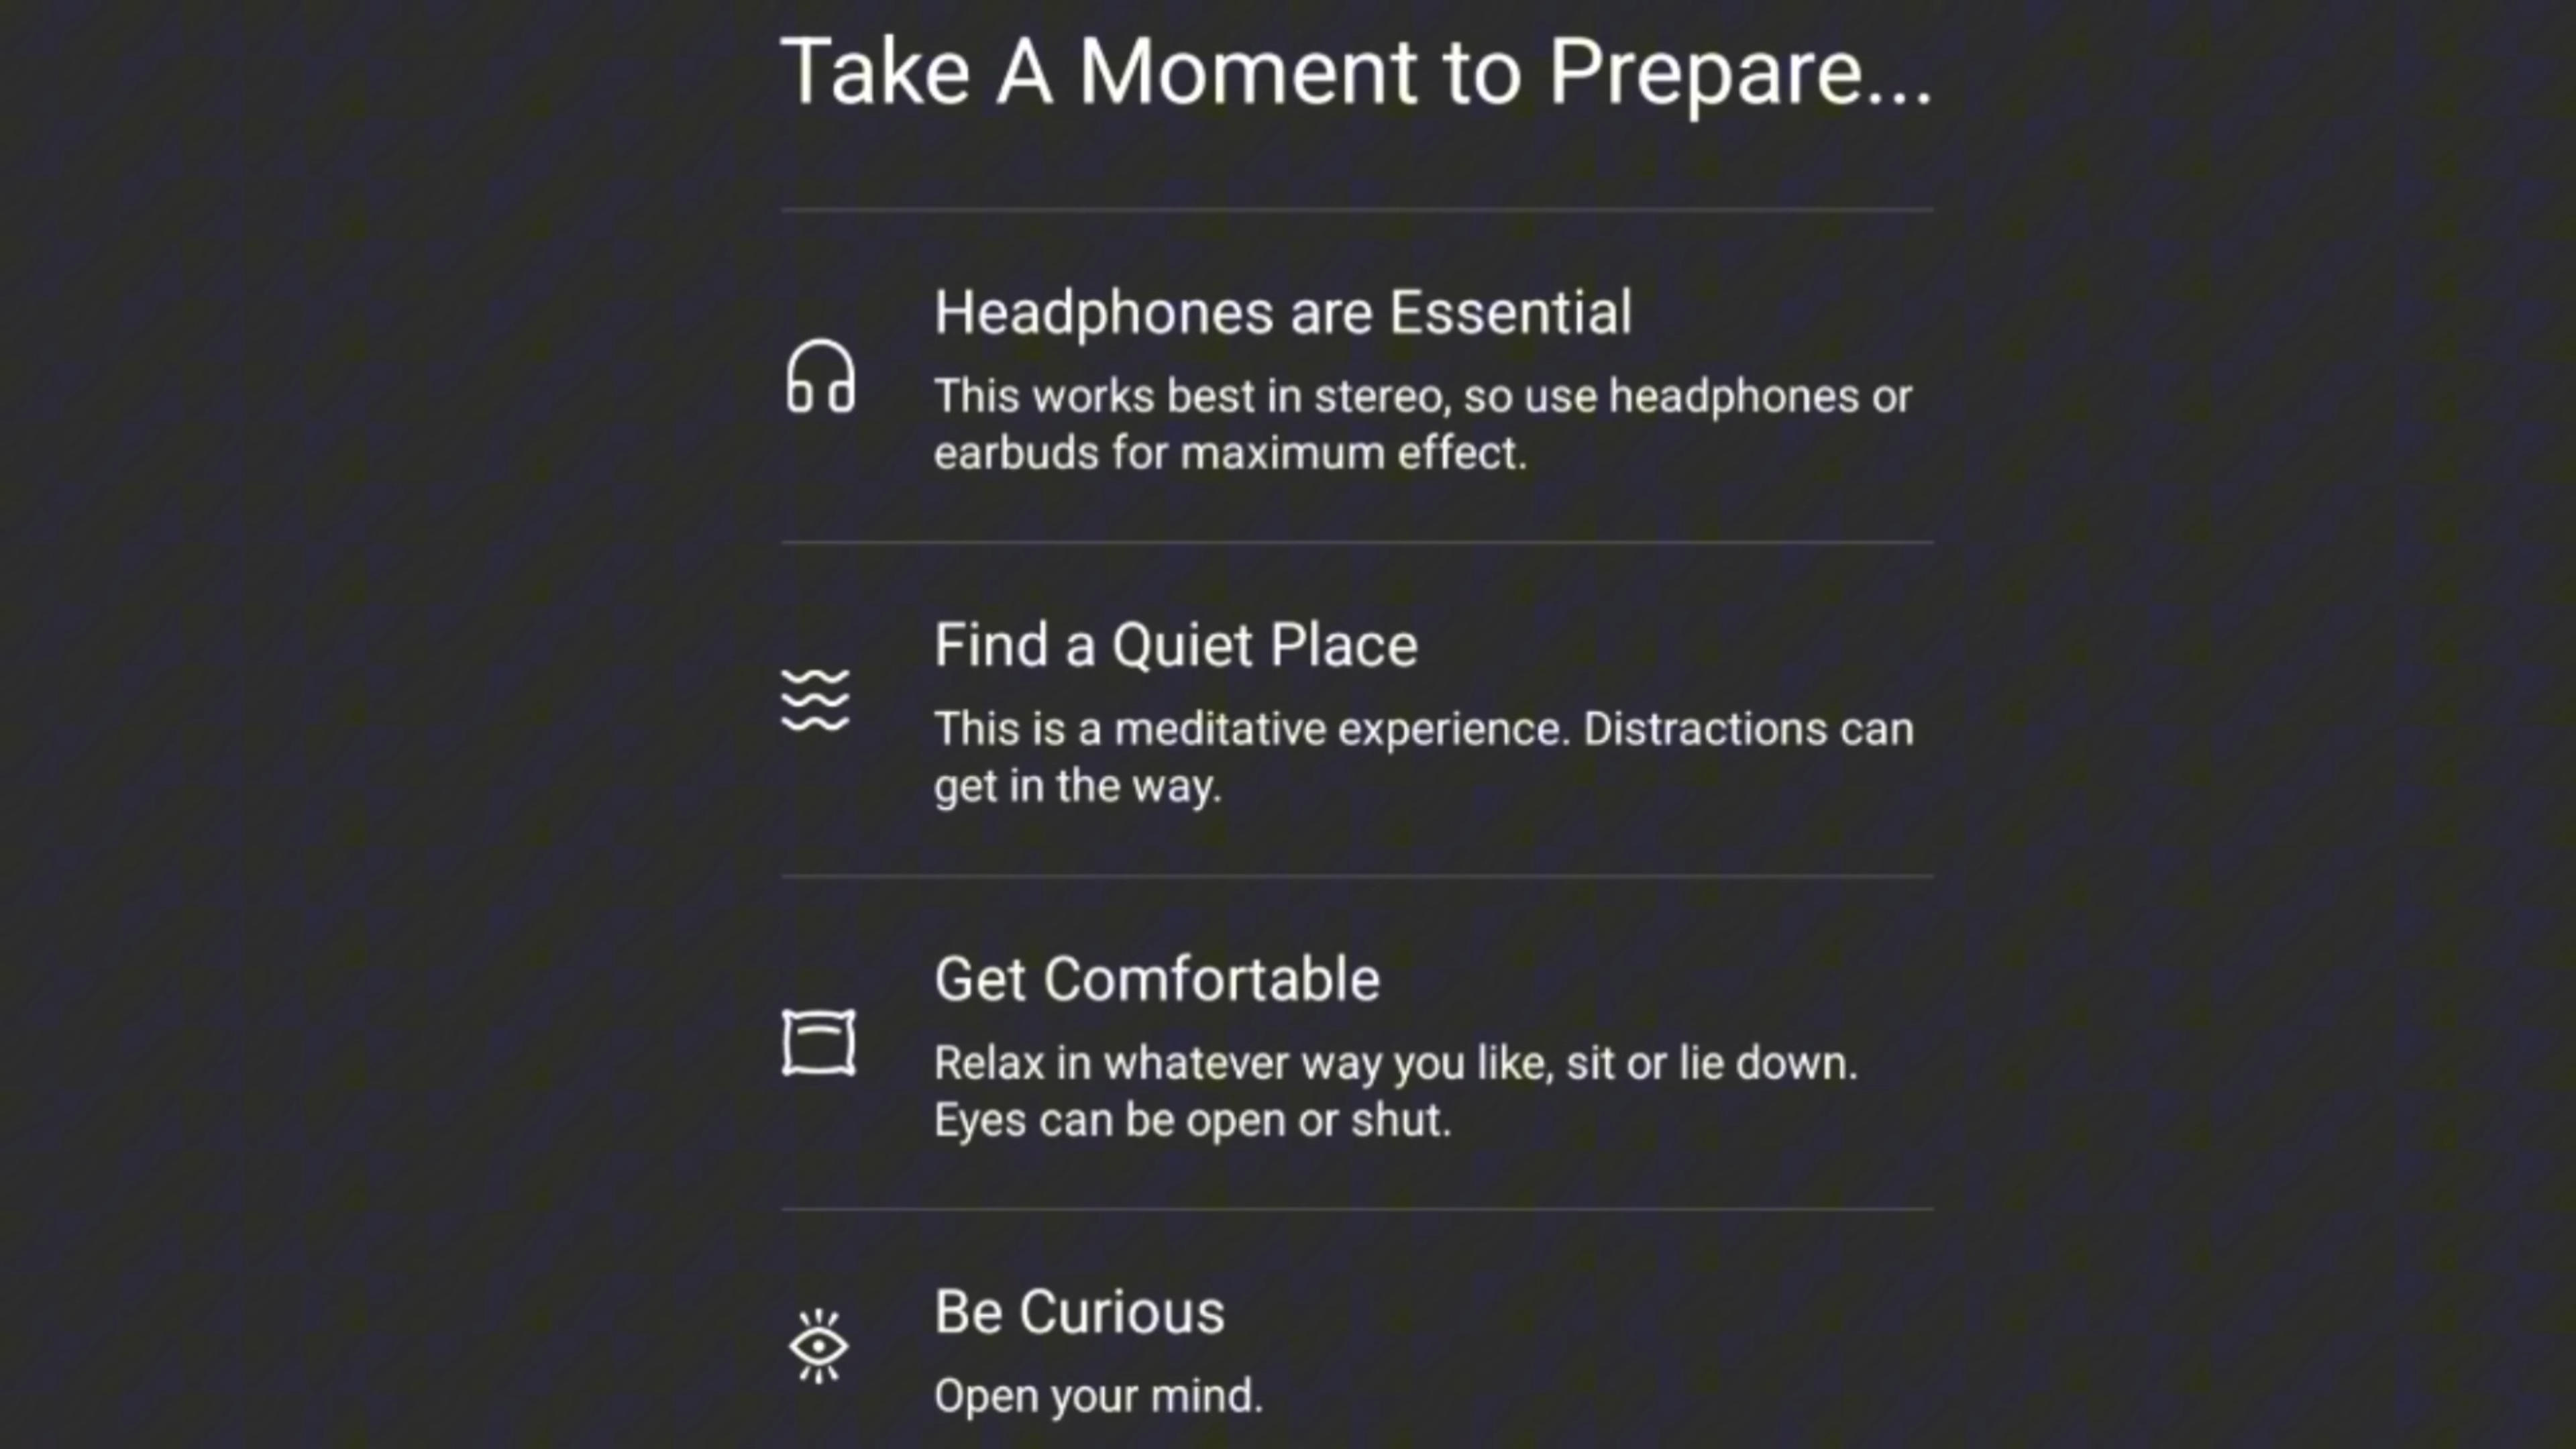 Take A Moment to Prepare...
Headphones are Essential
This works best in stereo, so use headphones or
earbuds for maximum effect.
Find a Quiet Place
This is a meditative experience. Distractions can
get in the way.
Get Comfortable
Relax in whatever way you like, sit or lie down.
Eyes can be open or shut.
Be Curious
Open your mind.